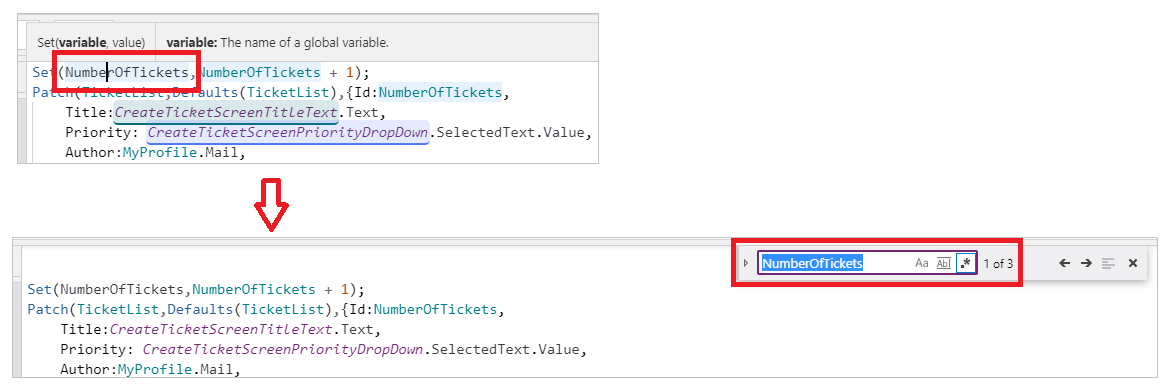 Set(variable, value) variable: The name of a global variable.
Set(NumberOfTickets,NumberOfTickets + 1);
Patch(TicketList,Defaults(TicketList),{Id:NumberOfTickets,
Title:CreateTicketScreenTitleText.Text,
Priority: CreateTicketScreenPriorityDropDown.SelectedText.Value,
Author:MyProfile.Mail,
NumberOfTickets Aa Abl .* 1 of 3
Set(NumberOfTickets,NumberOfTickets + 1);
Patch(TicketList,Defaults(TicketList),{Id:NumberOfTickets,
Title:CreateTicketScreenTitleText.Text,
Priority: CreateTicketScreenPriorityDropDown.SelectedText.Value,
Author:MyProfile.Mail,